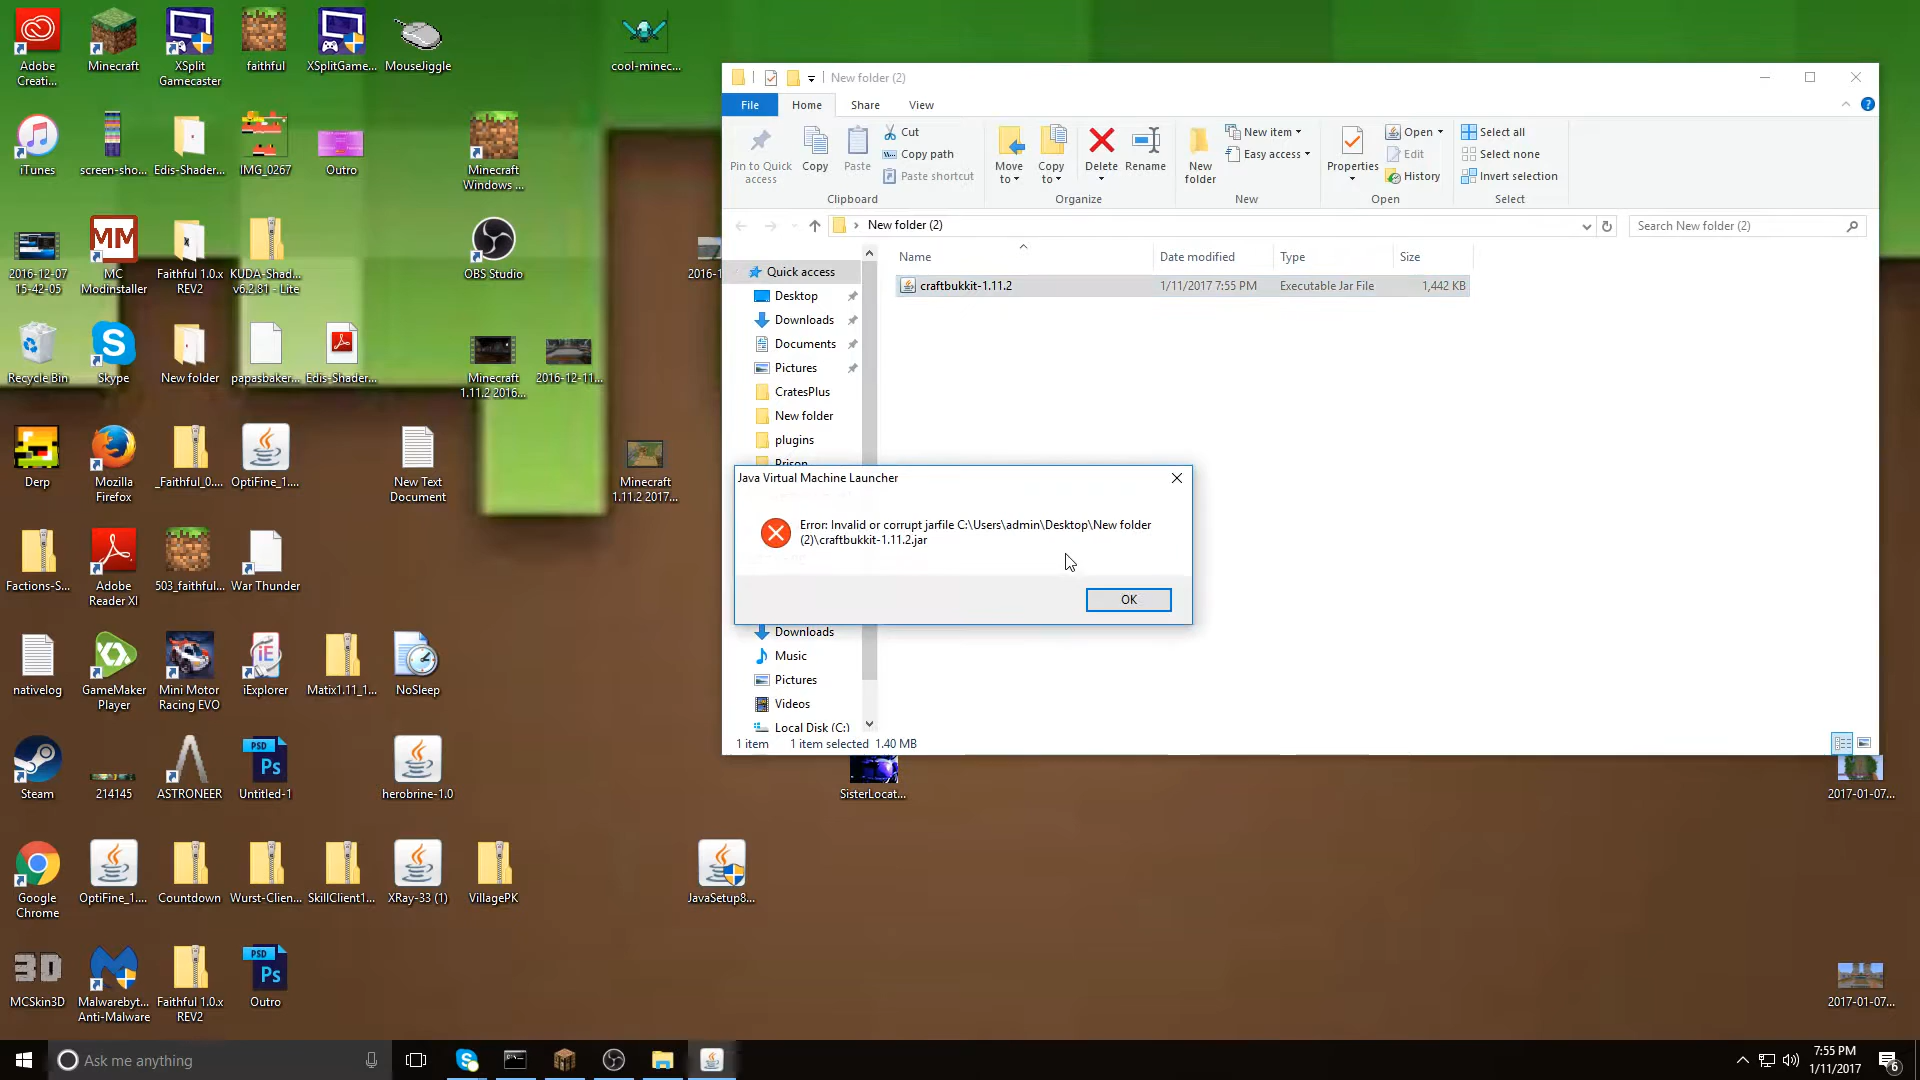 Adobe Creati...
Minecraft
XSplit Gamecaster
faithful
XSplitGame...
MouseJiggle
cool-minec...
iTunes
screen-sho...
Edis-Shader...
IMG_0267
Outro
Minecraft Windows ...
2016-12-07 15-42-05
MC Modinstaller
Faithful 1.0.x REV2
KUDA-Shad... v6.2.81 - Lite
OBS Studio
2016-1
Recycle Bin
Skype
New folder
papasbaker...
Edis-Shader...
Minecraft 1.11.2 2016...
2016-12-11...
Derp
Mozilla Firefox
_Faithful_0....
OptiFine_1....
New Text Document
Minecraft 1.11.2 2017...
Factions-S...
Adobe Reader XI
503_faithful...
War Thunder
nativelog
GameMaker Player
Mini Motor Racing EVO
iExplorer
Matix1.11_1...
NoSleep
Steam
214145
ASTRONEER
Untitled-1
herobrine-1.0
SisterLocat...
2017-01-07...
Google Chrome
OptiFine_1....
Countdown
Wurst-Clien...
SkillClient1...
XRay-33 (1)
VillagePK
JavaSetup8...
MCSkin3D
Malwarebyt... Anti-Malware
Faithful 1.0.x REV2
Outro
2017-01-07...
New folder (2)
File
Home
Share
View
Pin to Quick access
Copy
Paste
Cut
Copy path
Paste shortcut
Clipboard
Move to
Copy to
Delete
Rename
Organize
New folder
New item
Easy access
New
Properties
Open
Edit
History
Open
Select all
Select none
Invert selection
Select
New folder (2)
Search New folder (2)
Quick access
Desktop
Downloads
Documents
Pictures
CratesPlus
New folder
plugins
Prison
Downloads
Music
Pictures
Videos
Local Disk (C:)
Name
Date modified
Type
Size
craftbukkit-1.11.2
1/11/2017 7:55 PM
Executable Jar File
1,442 KB
1 item
1 item selected 1.40 MB
Java Virtual Machine Launcher
Error: Invalid or corrupt jarfile C:\Users\admin\Desktop\New folder
(2)\craftbukkit-1.11.2.jar
OK
Ask me anything
7:55 PM
1/11/2017
6